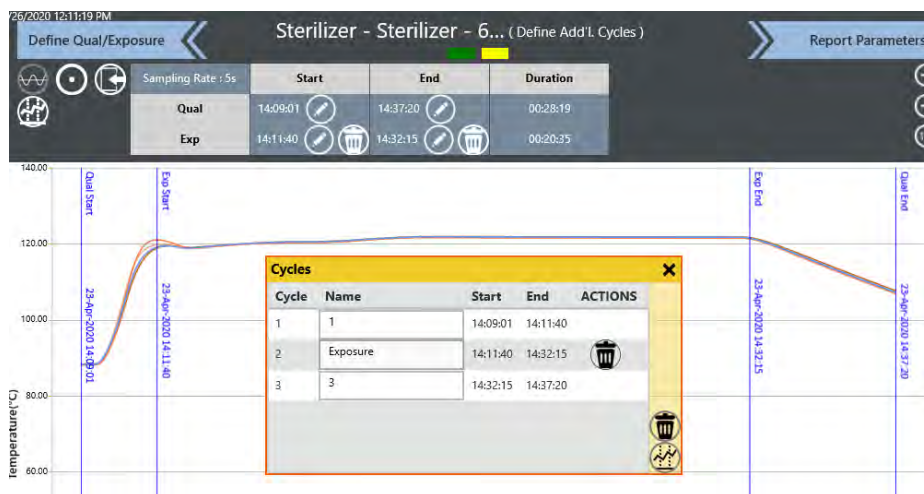 /26/2020 12:11:19 PM
Define Qual/Exposure
Sterilizer - Sterilizer - 6... ( Define Add'l. Cycles )
Report Parameters
Sampling Rate : 5s Start End Duration
Qual 14:09:01 14:37:20 00:28:19
Exp 14:11:40 14:32:15 00:20:35
140.00
120.00
100.00
80.00
60.00
Temperature(°C)
Qual Start
23-Apr-2020 14:09:01
Exp Start
23-Apr-2020 14:11:40
Exp End
23-Apr-2020 14:32:15
Qual End
23-Apr-2020 14:37:20
Cycles
Cycle Name Start End ACTIONS
1 1 14:09:01 14:11:40
2 Exposure 14:11:40 14:32:15
3 3 14:32:15 14:37:20